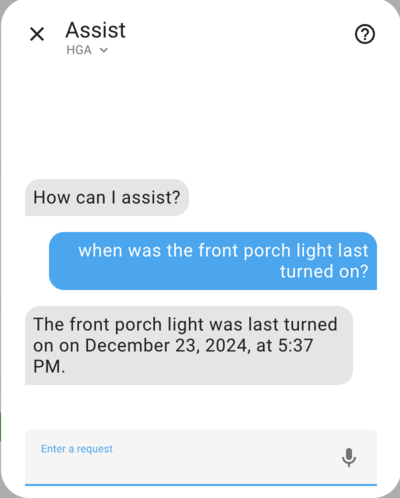 Assist
HGA
How can I assist?
when was the front porch light last
turned on?
The front porch light was last turned
on on December 23, 2024, at 5:37
PM.
Enter a request